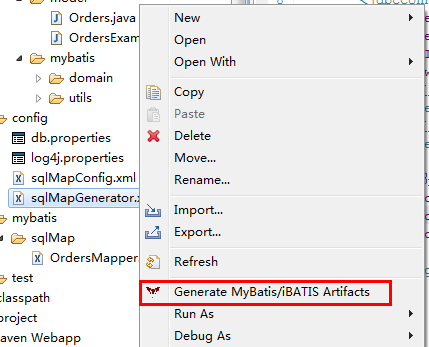 model
Orders.java
OrdersExam
mybatis
domain
utils
config
db.properties
log4j.properties
sqlMapConfig.xml
sqlMapGenerator.
mybatis
sqlMap
OrdersMapper
test
classpath
project
aven Webapp
New
Open
Open With
Copy
Paste
Delete
Move...
Rename...
Import...
Export...
Refresh
Generate MyBatis/iBATIS Artifacts
Run As
Debug As